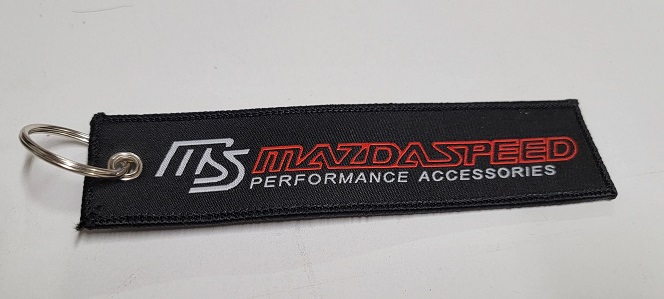 MS MAZDASPEED
PERFORMANCE ACCESSORIES